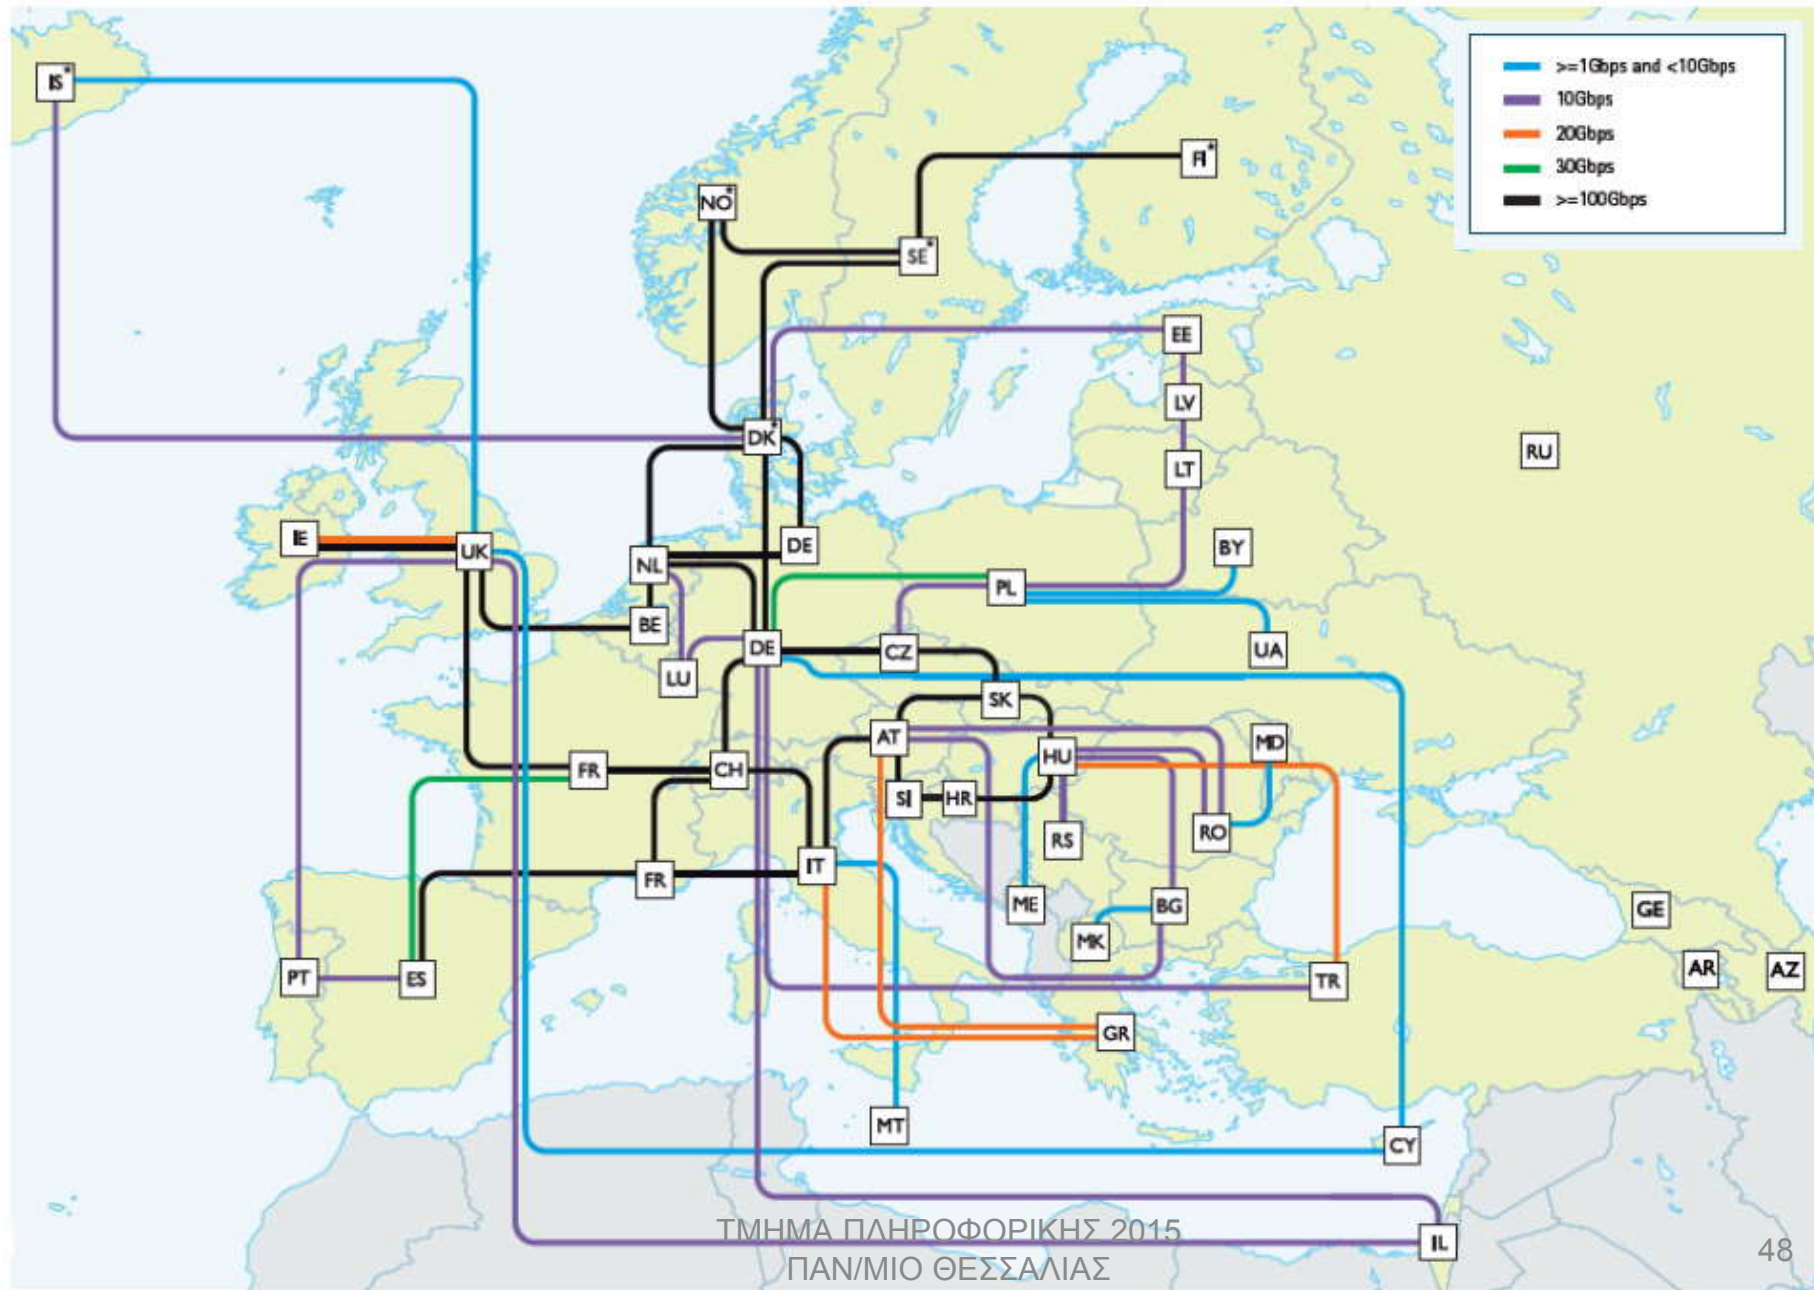 >=1Gbps and <10Gbps
10Gbps
20Gbps
30Gbps
>=100Gbps
IS*
FI*
NO*
SE*
EE
LV
DK*
RU
LT
IE
UK
DE
BY
NL
PL
BE
DE
CZ
UA
LU
SK
AT
MD
HU
FR
CH
SI
HR
RS
RO
IT
FR
ME
BG
GE
MK
PT
ES
TR
AR
AZ
GR
MT
CY
IL
ΤΜΗΜΑ ΠΛΗΡΟΦΟΡΙΚΗΣ 2015
ΠΑΝ/ΜΙΟ ΘΕΣΣΑΛΙΑΣ
48